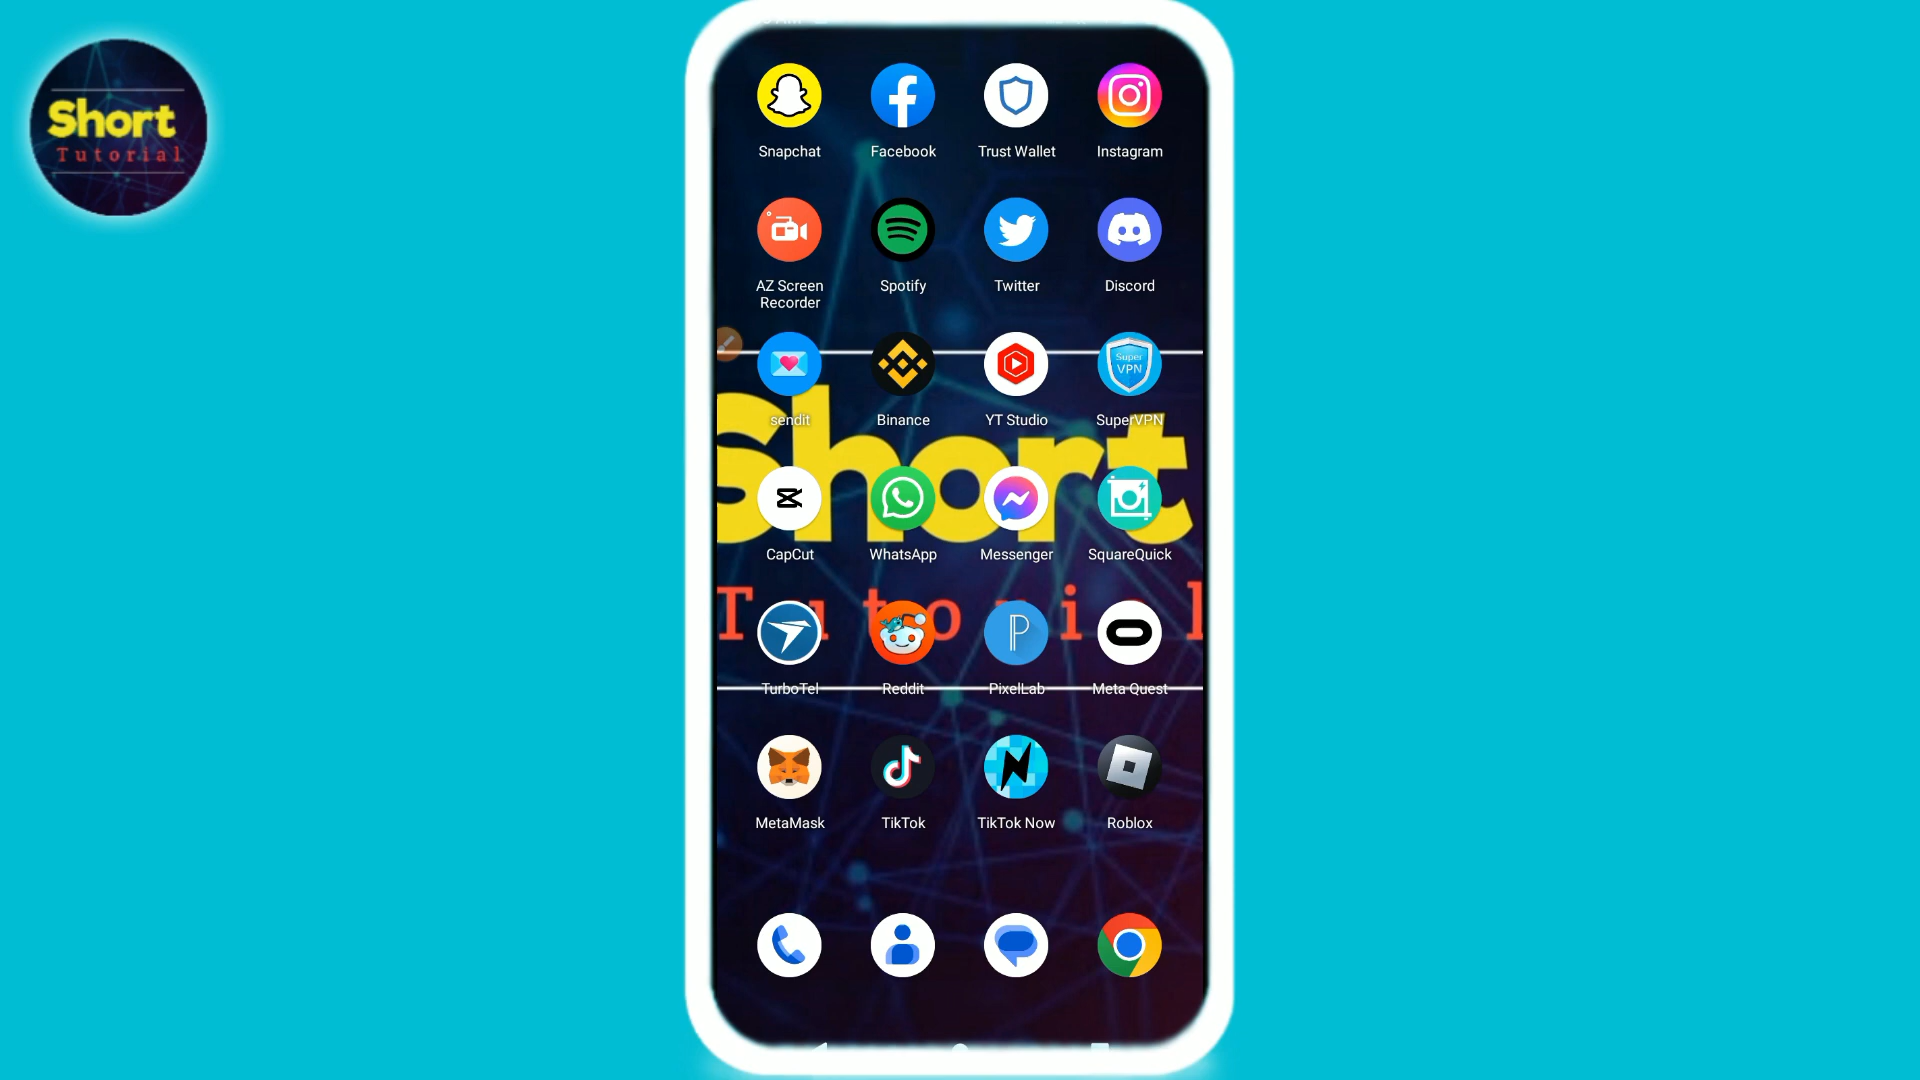 Short
Tutorial
Snapchat
Facebook
Trust Wallet
Instagram
AZ Screen
Recorder
Spotify
Twitter
Discord
sendit
Binance
YT Studio
Super
VPN
SuperVPN
Short
CapCut
WhatsApp
Messenger
SquareQuick
Tutorial
TurboTel
Reddit
PixelLab
Meta Quest
MetaMask
TikTok
TikTok Now
Roblox